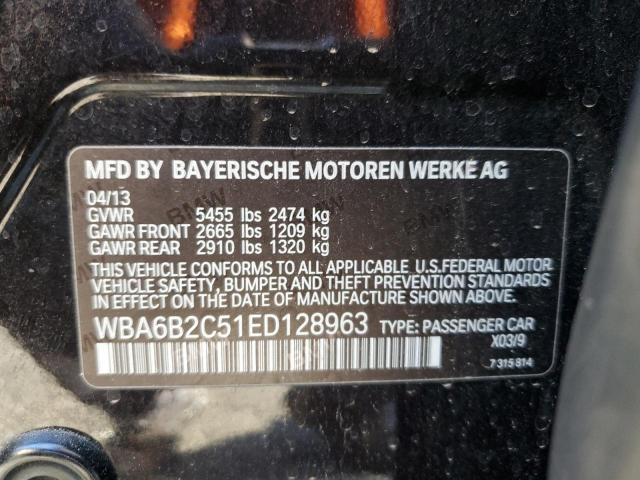 MFD BY BAYERISCHE MOTOREN WERKE AG
04/13
GVWR 5455 lbs 2474 kg
GAWR FRONT 2665 lbs 1209 kg
GAWR REAR 2910 lbs 1320 kg
THIS VEHICLE CONFORMS TO ALL APPLICABLE U.S.FEDERAL MOTOR
VEHICLE SAFETY, BUMPER AND THEFT PREVENTION STANDARDS
IN EFFECT ON THE DATE OF MANUFACTURE SHOWN ABOVE.
WBA6B2C51ED128963 TYPE: PASSENGER CAR
X03/9
7 315 814